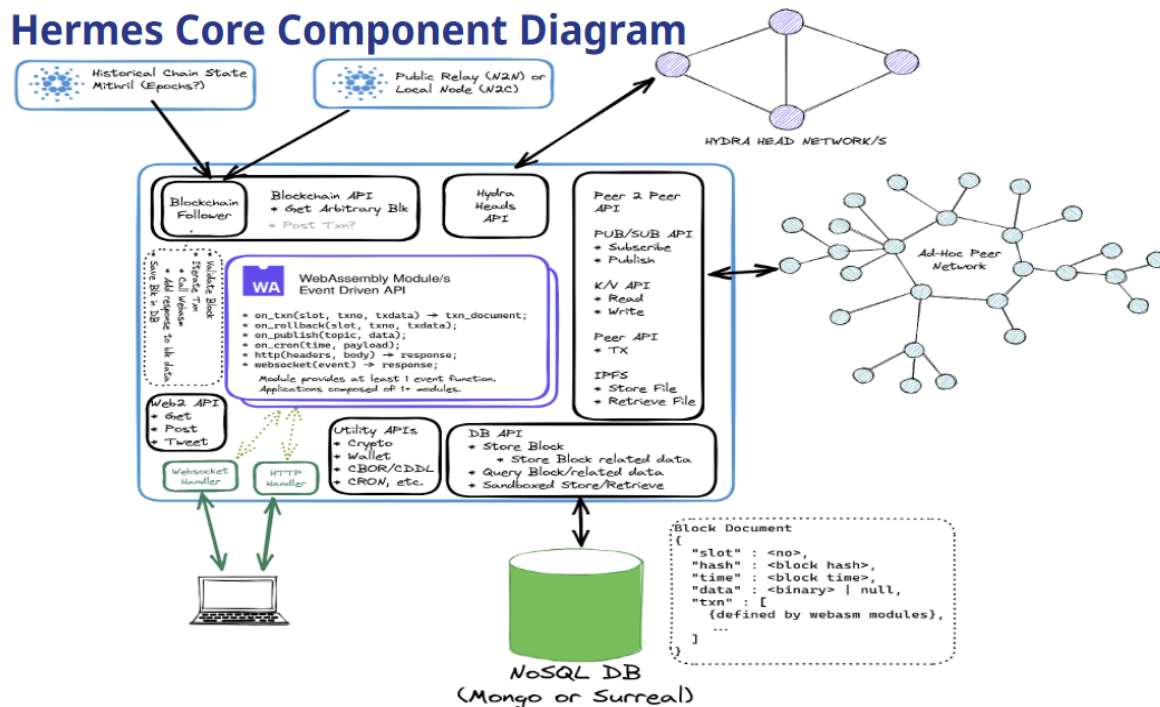 Hermes Core Component Diagram
Historical Chain State
Mithril (Epochs?)
Public Relay (N2N) or
Local Node (N2C)
HYDRA HEAD NETWORK/S
Blockchain
Follower
Blockchain API
* Get Arbitrary Blk
* Post Txn?
Hydra
Heads
API
Peer 2 Peer
API
PUB/SUB API
* Subscribe
* Publish
K/V API
* Read
* Write
Peer API
* TX
IPFS
* Store File
* Retrieve File
Ad-Hoc Peer
Network
* Validate Block
* Iterate Txn
* Call Webasm
* Add response to blk data
* Save Blk in DB
WA
WebAssembly Module/s
Event Driven API
* on_txn(slot, txno, txdata) → txn_document;
* on_rollback(slot, txno, txdata);
* on_publish(topic, data);
* on_cron(time, payload);
* http(headers, body) → response;
* websocket(event) → response;
Module provides at least 1 event function.
Applications composed of 1+ modules.
Web2 API
* Get
* Post
* Tweet
Websocket
Handler
HTTP
Handler
Utility APIs
* Crypto
* Wallet
* CBOR/CDDL
* CRON, etc.
DB API
* Store Block
* Store Block related data
* Query Block/related data
* Sandboxed Store/Retrieve
NoSQL DB
(Mongo or Surreal)
Block Document
{
"slot" : <no>,
"hash" : <block hash>,
"time" : <block time>,
"data" : <binary> | null,
"txn" : [
{defined by webasm modules},
...
]
}